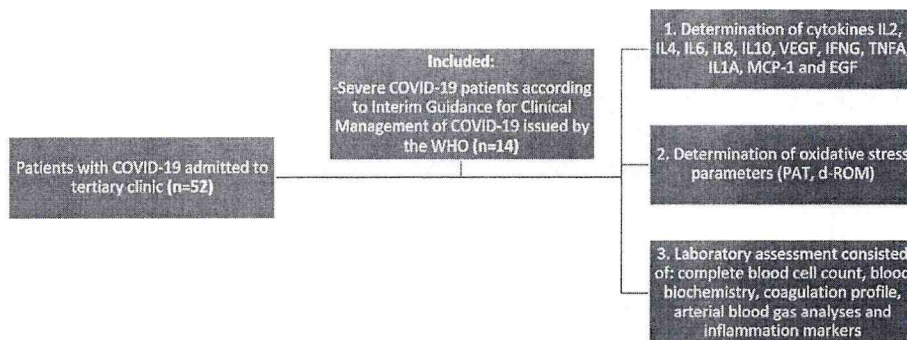 Patients with COVID-19 admitted to
tertiary clinic (n=52)
Included:
-Severe COVID-19 patients according
to Interim Guidance for Clinical
Management of COVID-19 issued by
the WHO (n=14)
1. Determination of cytokines IL2,
IL4, IL6, IL8, IL10, VEGF, IFNG, TNFA,
IL1A, MCP-1 and EGF
2. Determination of oxidative stress
parameters (PAT, d-ROM)
3. Laboratory assessment consisted
of: complete blood cell count, blood
biochemistry, coagulation profile,
arterial blood gas analyses and
inflammation markers